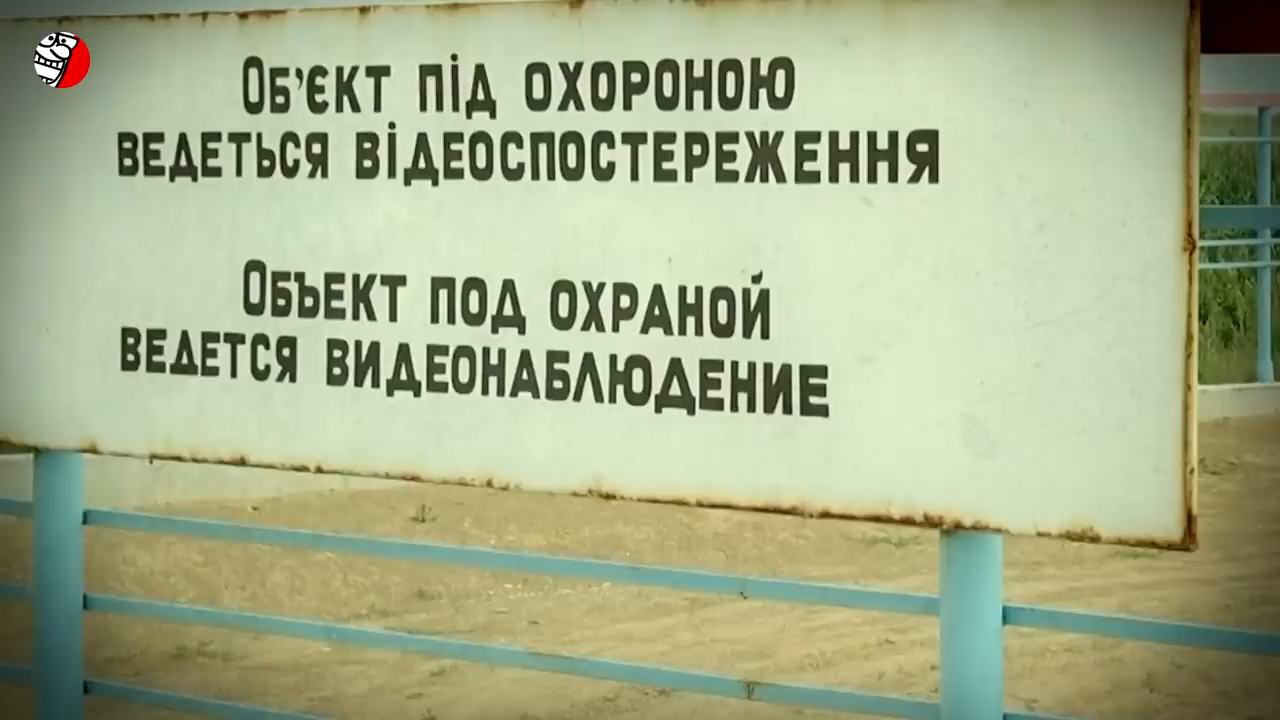 Об'єкт під охороною
ведеться відеоспостереження
Объект под охраной
ведется видеонаблюдение